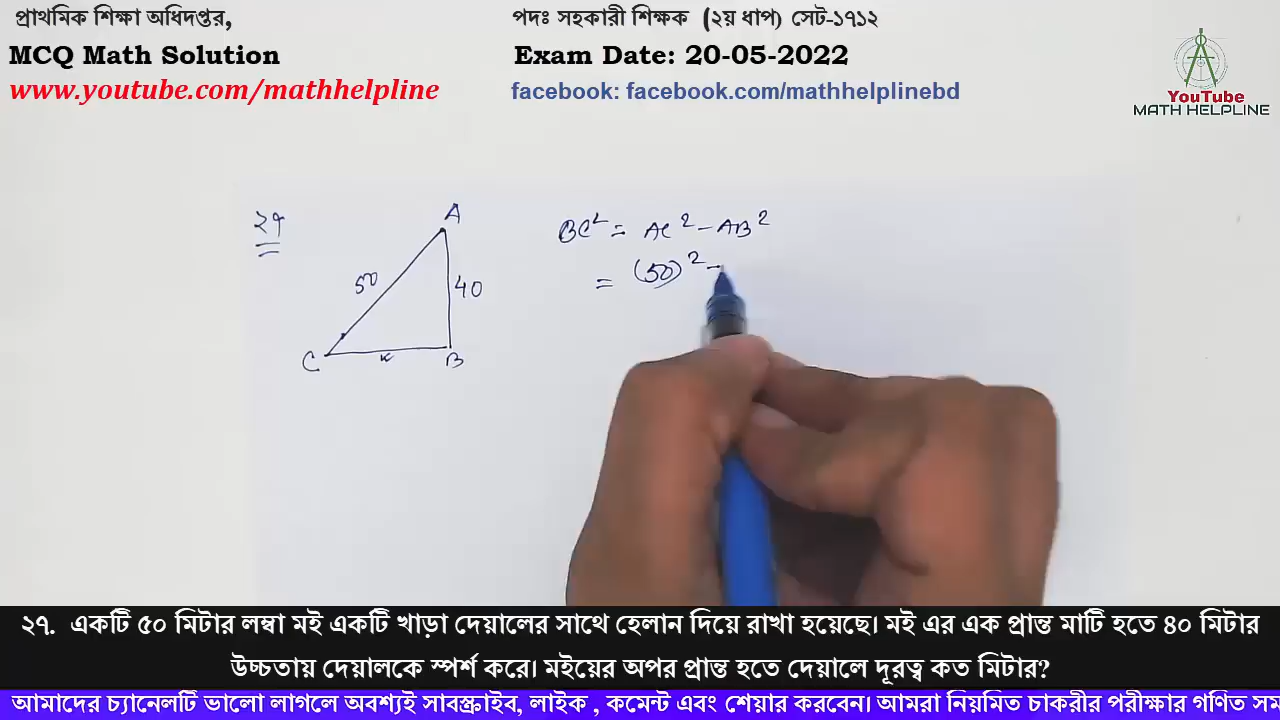 প্রাথমিক শিক্ষা অধিদপ্তর,
পদঃ সহকারী শিক্ষক (২য় ধাপ) সেট-১৭১২
MCQ Math Solution
Exam Date: 20-05-2022
www.youtube.com/mathhelpline
facebook: facebook.com/mathhelplinebd
YouTube
MATH HELPLINE
২৭
A
50
40
C
B
BC² = AC² - AB²
= (50)² -
২৭. একটি ৫০ মিটার লম্বা মই একটি খাড়া দেয়ালের সাথে হেলান দিয়ে রাখা হয়েছে। মই এর এক প্রান্ত মাটি হতে ৪০ মিটার
উচ্চতায় দেয়ালকে স্পর্শ করে। মইয়ের অপর প্রান্ত হতে দেয়ালে দূরত্ব কত মিটার?
আমাদের চ্যানেলটি ভালো লাগলে অবশ্যই সাবস্ক্রাইব, লাইক , কমেন্ট এবং শেয়ার করবেন। আমরা নিয়মিত চাকরীর পরীক্ষার গণিত